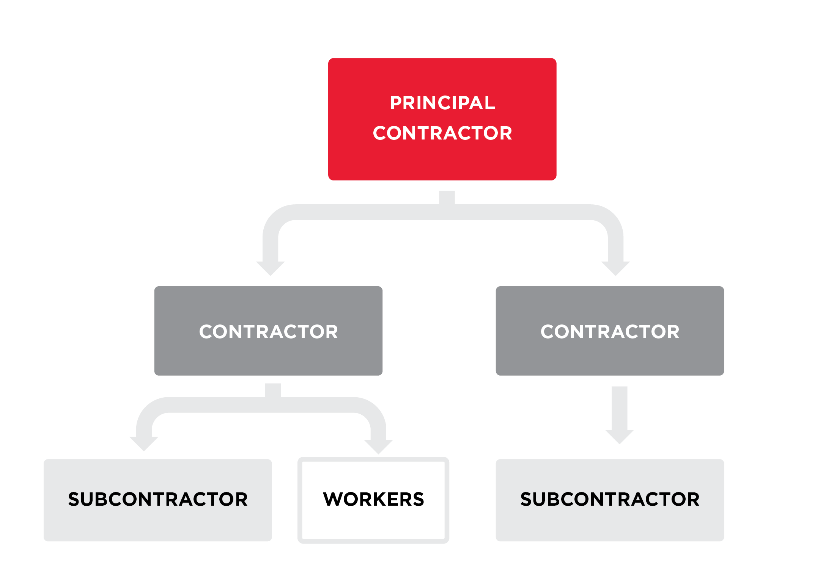 PRINCIPAL
CONTRACTOR
CONTRACTOR
CONTRACTOR
SUBCONTRACTOR
WORKERS
SUBCONTRACTOR